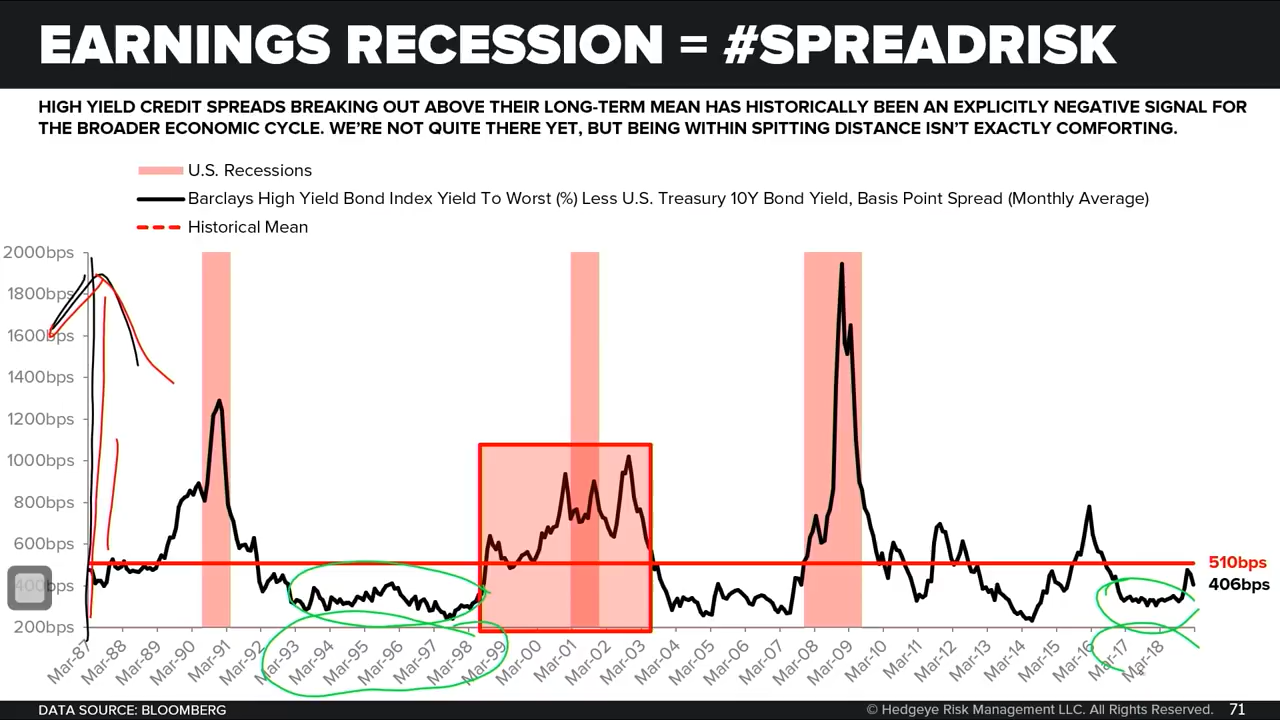 EARNINGS RECESSION = #SPREADRISK
HIGH YIELD CREDIT SPREADS BREAKING OUT ABOVE THEIR LONG-TERM MEAN HAS HISTORICALLY BEEN AN EXPLICITLY NEGATIVE SIGNAL FOR
THE BROADER ECONOMIC CYCLE. WE'RE NOT QUITE THERE YET, BUT BEING WITHIN SPITTING DISTANCE ISN'T EXACTLY COMFORTING.
U.S. Recessions
Barclays High Yield Bond Index Yield To Worst (%) Less U.S. Treasury 10Y Bond Yield, Basis Point Spread (Monthly Average)
Historical Mean
2000bps
1800bps
1600bps
1400bps
1200bps
1000bps
800bps
600bps
400bps
200bps
510bps
406bps
Mar-87
Mar-88
Mar-89
Mar-90
Mar-91
Mar-92
Mar-93
Mar-94
Mar-95
Mar-96
Mar-97
Mar-98
Mar-99
Mar-00
Mar-01
Mar-02
Mar-03
Mar-04
Mar-05
Mar-06
Mar-07
Mar-08
Mar-09
Mar-10
Mar-11
Mar-12
Mar-13
Mar-14
Mar-15
Mar-16
Mar-17
Mar-18
DATA SOURCE: BLOOMBERG
© Hedgeye Risk Management LLC. All Rights Reserved. 71